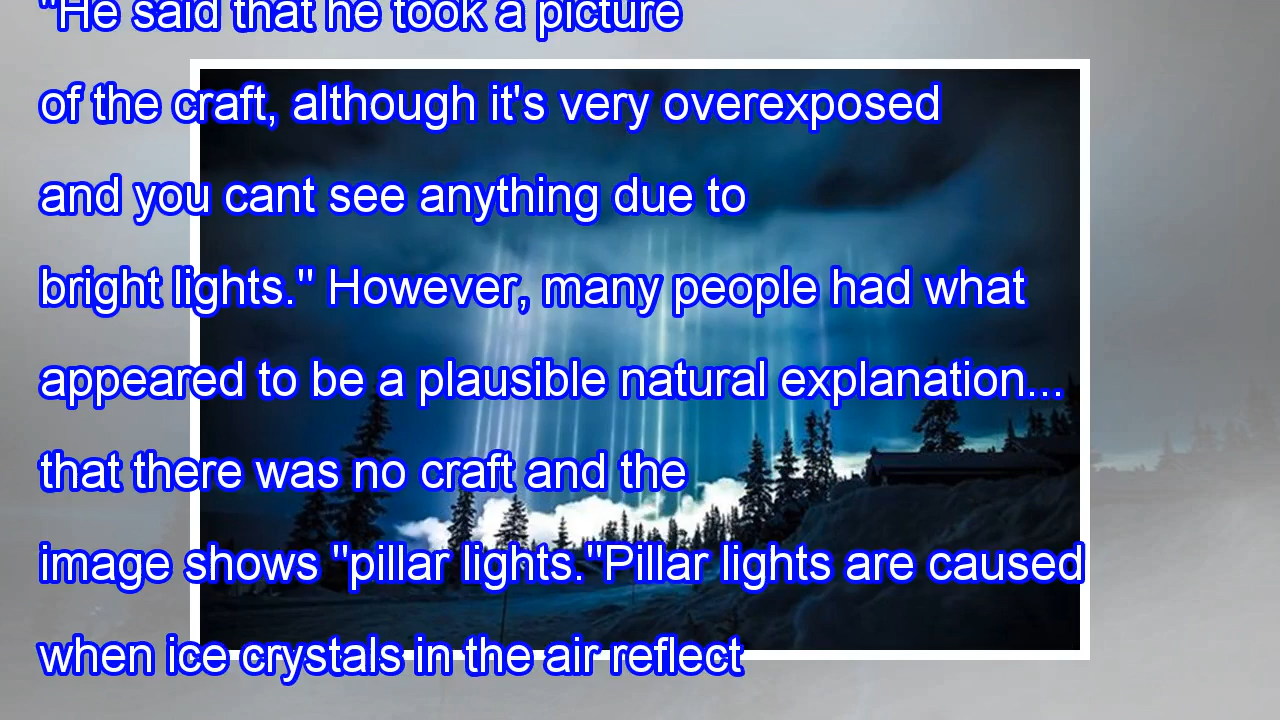 "He said that he took a picture
of the craft, although it's very overexposed
and you cant see anything due to
bright lights." However, many people had what
appeared to be a plausible natural explanation...
that there was no craft and the
image shows "pillar lights."Pillar lights are caused
when ice crystals in the air reflect